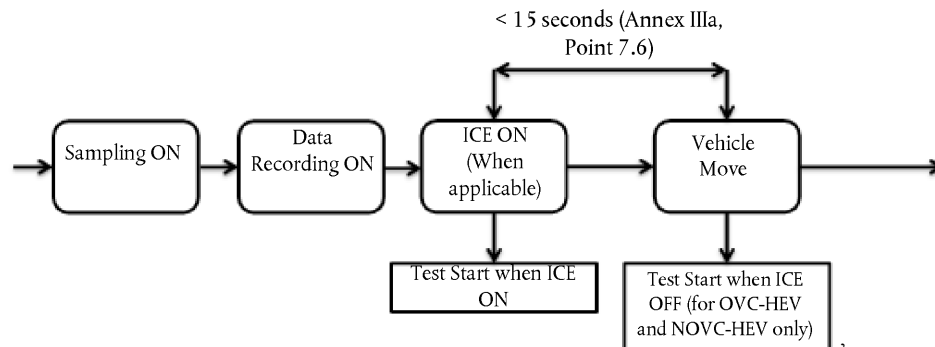 < 15 seconds (Annex IIIa,
Point 7.6)
Sampling ON
Data
Recording ON
ICE ON
(When
applicable)
Vehicle
Move
Test Start when ICE
ON
Test Start when ICE
OFF (for OVC-HEV
and NOVC-HEV only)